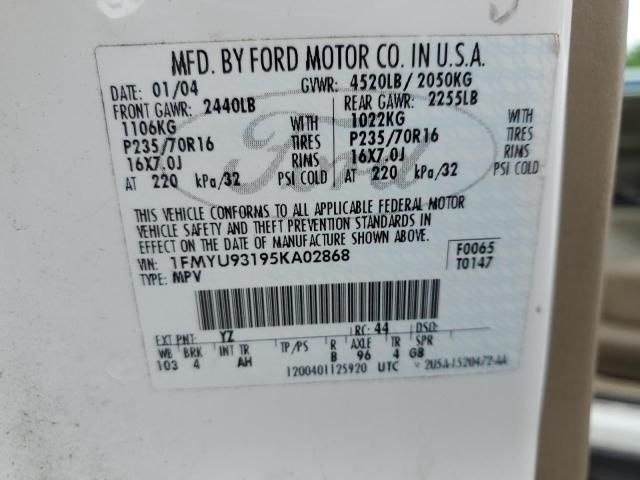 MFD. BY FORD MOTOR CO. IN U.S.A.
DATE: 01/04 GVWR: 4520LB/ 2050KG
FRONT GAWR: 2440LB REAR GAWR: 2255LB
1106KG 1022KG
P235/70R16 TIRES P235/70R16 TIRES
16X7.0J RIMS 16X7.0J RIMS
AT 220 kPa/32 PSI COLD AT 220 kPa/32 PSI COLD
Ford
THIS VEHICLE CONFORMS TO ALL APPLICABLE FEDERAL MOTOR
VEHICLE SAFETY AND THEFT PREVENTION STANDARDS IN
EFFECT ON THE DATE OF MANUFACTURE SHOWN ABOVE.
VIN: 1FMYU93195KA02868 F0065
TYPE: MPV T0147
EXT PNT: YZ RC: 44 DSO:
WB BRK INT TR TP/PS R AXLE TR SPR
103 4 AH B 96 4 GB
1200401125920 UTC